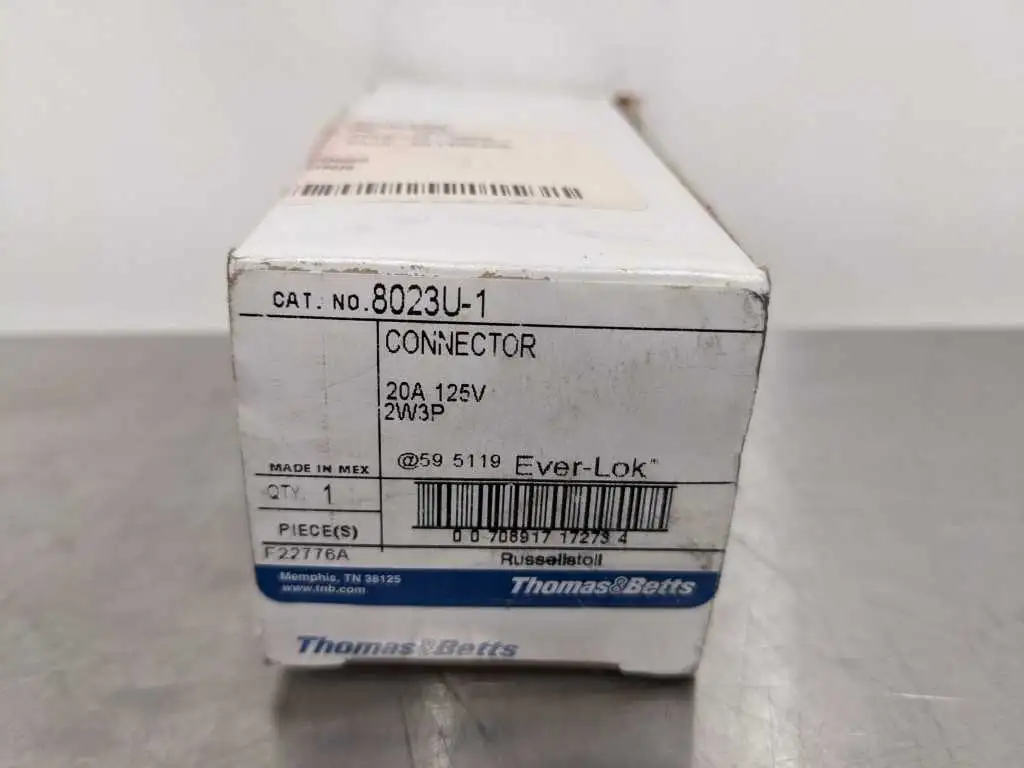 CAT. NO. 8023U-1
CONNECTOR
20A 125V
2W3P
MADE IN MEX
@59 5119 Ever-Lok™
QTY. 1
PIECE(S)
0 0 708917 17273 4
F22776A
Russellstoll
Memphis, TN 38125
www.tnb.com
Thomas&Betts
Thomas&Betts